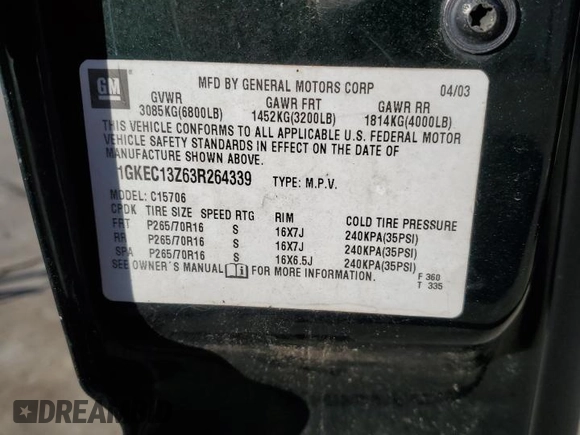 GM
MFD BY GENERAL MOTORS CORP 04/03
GVWR GAWR FRT GAWR RR
3085KG(6800LB) 1452KG(3200LB) 1814KG(4000LB)
THIS VEHICLE CONFORMS TO ALL APPLICABLE U.S. FEDERAL MOTOR
VEHICLE SAFETY STANDARDS IN EFFECT ON THE DATE OF
MANUFACTURE SHOWN ABOVE.
1GKEC13Z63R264339 TYPE: M.P.V.
MODEL: C15706
CPDK TIRE SIZE SPEED RTG RIM COLD TIRE PRESSURE
FRT P265/70R16 S 16X7J 240KPA(35PSI)
RR P265/70R16 S 16X7J 240KPA(35PSI)
SPA P265/70R16 S 16X6.5J 240KPA(35PSI)
SEE OWNER'S MANUAL FOR MORE INFORMATION.
F 360
T 335